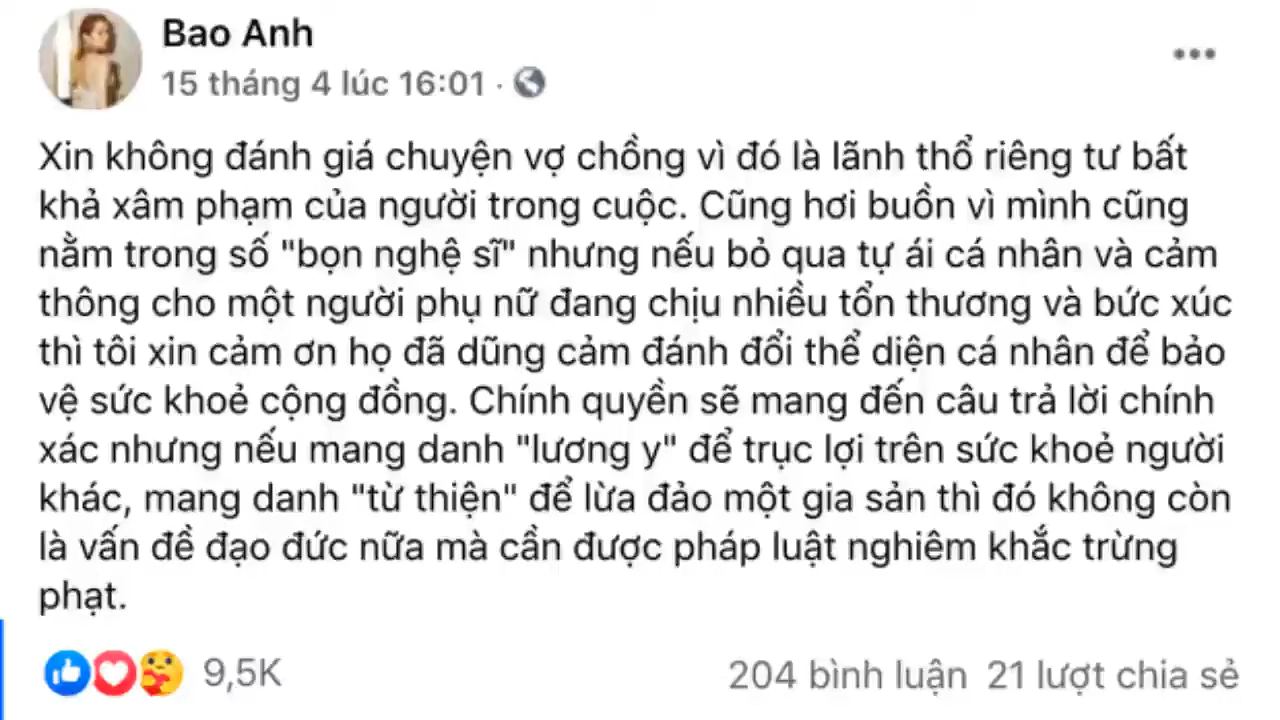 Bao Anh
15 tháng 4 lúc 16:01 ·
Xin không đánh giá chuyện vợ chồng vì đó là lãnh thổ riêng tư bất
khả xâm phạm của người trong cuộc. Cũng hơi buồn vì mình cũng
nằm trong số "bọn nghệ sĩ" nhưng nếu bỏ qua tự ái cá nhân và cảm
thông cho một người phụ nữ đang chịu nhiều tổn thương và bức xúc
thì tôi xin cảm ơn họ đã dũng cảm đánh đổi thể diện cá nhân để bảo
vệ sức khoẻ cộng đồng. Chính quyền sẽ mang đến câu trả lời chính
xác nhưng nếu mang danh "lương y" để trục lợi trên sức khoẻ người
khác, mang danh "từ thiện" để lừa đảo một gia sản thì đó không còn
là vấn đề đạo đức nữa mà cần được pháp luật nghiêm khắc trừng
phạt.
9,5K
204 bình luận 21 lượt chia sẻ